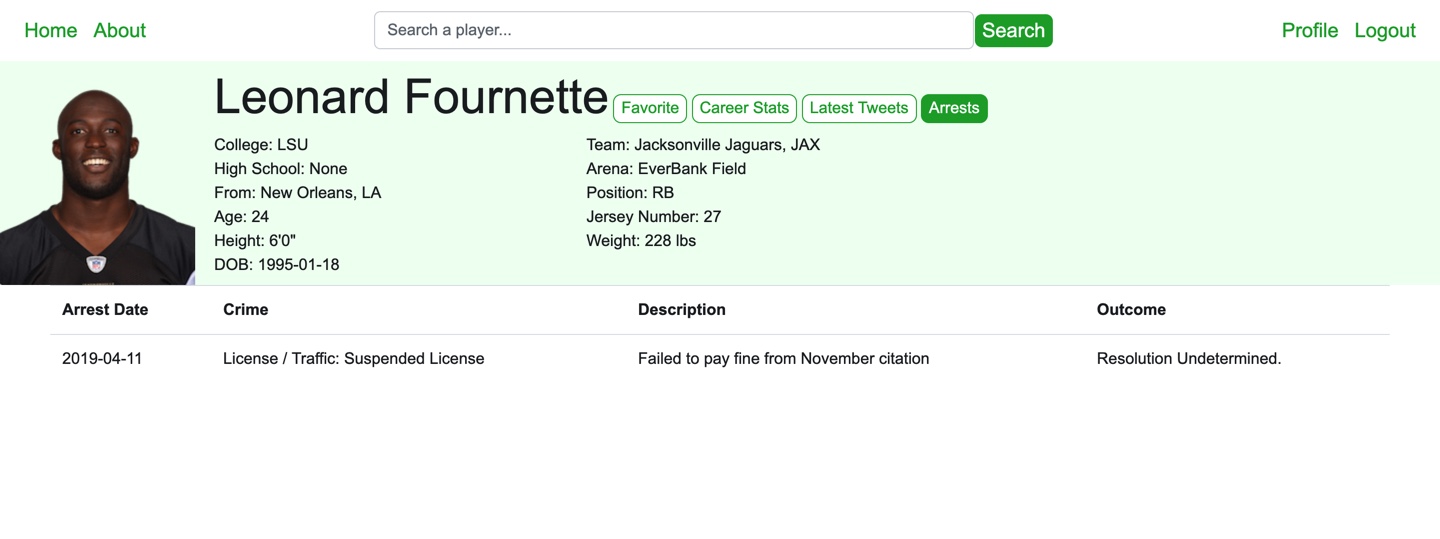 Home About Search a player... Search Profile Logout
Leonard Fournette Favorite Career Stats Latest Tweets Arrests
College: LSU Team: Jacksonville Jaguars, JAX
High School: None Arena: EverBank Field
From: New Orleans, LA Position: RB
Age: 24 Jersey Number: 27
Height: 6'0" Weight: 228 lbs
DOB: 1995-01-18
Arrest Date Crime Description Outcome
2019-04-11 License / Traffic: Suspended License Failed to pay fine from November citation Resolution Undetermined.